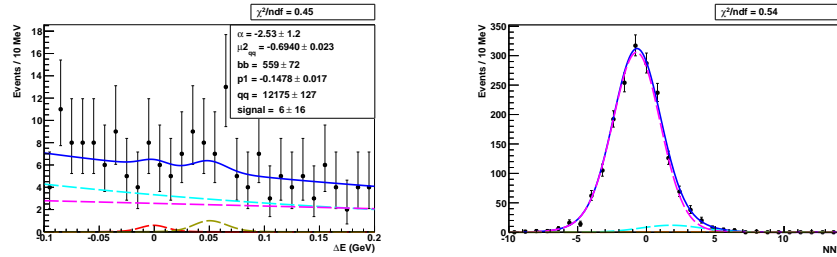 χ²/ndf = 0.45
Events / 10 MeV
18
16
14
12
10
8
6
4
2
0
α = -2.53 ± 1.2
μ2qq = -0.6940 ± 0.023
bb = 559 ± 72
p1 = -0.1478 ± 0.017
qq = 12175 ± 127
signal = 6 ± 16
-0.1 -0.05 0 0.05 0.1 0.15 0.2
ΔE (GeV)
χ²/ndf = 0.54
Events / 10 MeV
350
300
250
200
150
100
50
0
-10 -5 0 5 10
NN